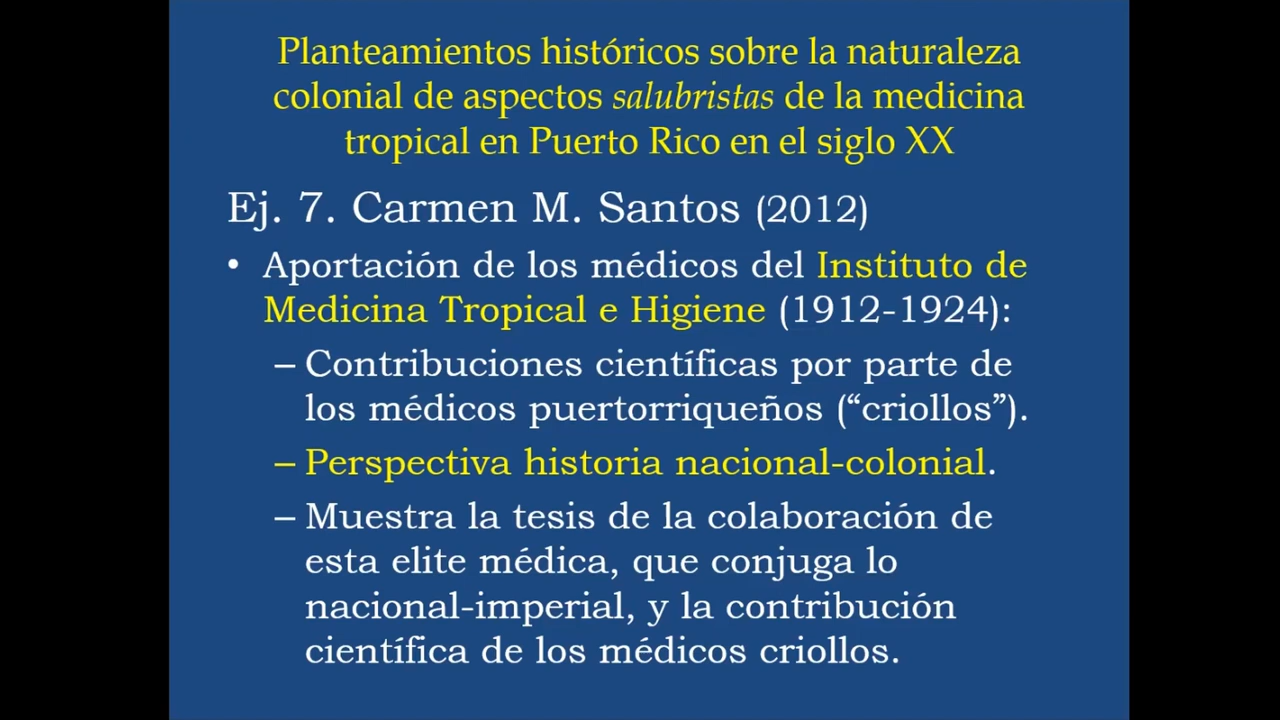 Planteamientos históricos sobre la naturaleza
colonial de aspectos salubristas de la medicina
tropical en Puerto Rico en el siglo XX
Ej. 7. Carmen M. Santos (2012)
• Aportación de los médicos del Instituto de
Medicina Tropical e Higiene (1912-1924):
– Contribuciones científicas por parte de
los médicos puertorriqueños (“criollos”).
– Perspectiva historia nacional-colonial.
– Muestra la tesis de la colaboración de
esta elite médica, que conjuga lo
nacional-imperial, y la contribución
científica de los médicos criollos.